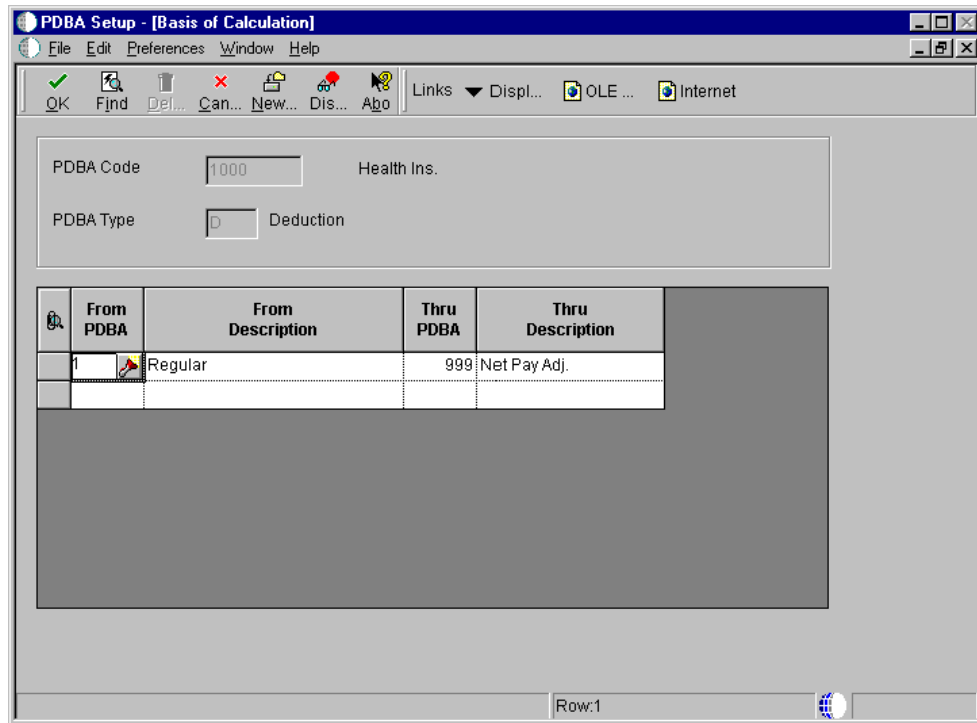 PDBA Setup - [Basis of Calculation]
File Edit Preferences Window Help
OK Find Del... Can... New... Dis... Abo Links Displ... OLE ... Internet
PDBA Code 1000 Health Ins.
PDBA Type D Deduction
From PDBA From Description Thru PDBA Thru Description
1 Regular 999 Net Pay Adj.
Row:1